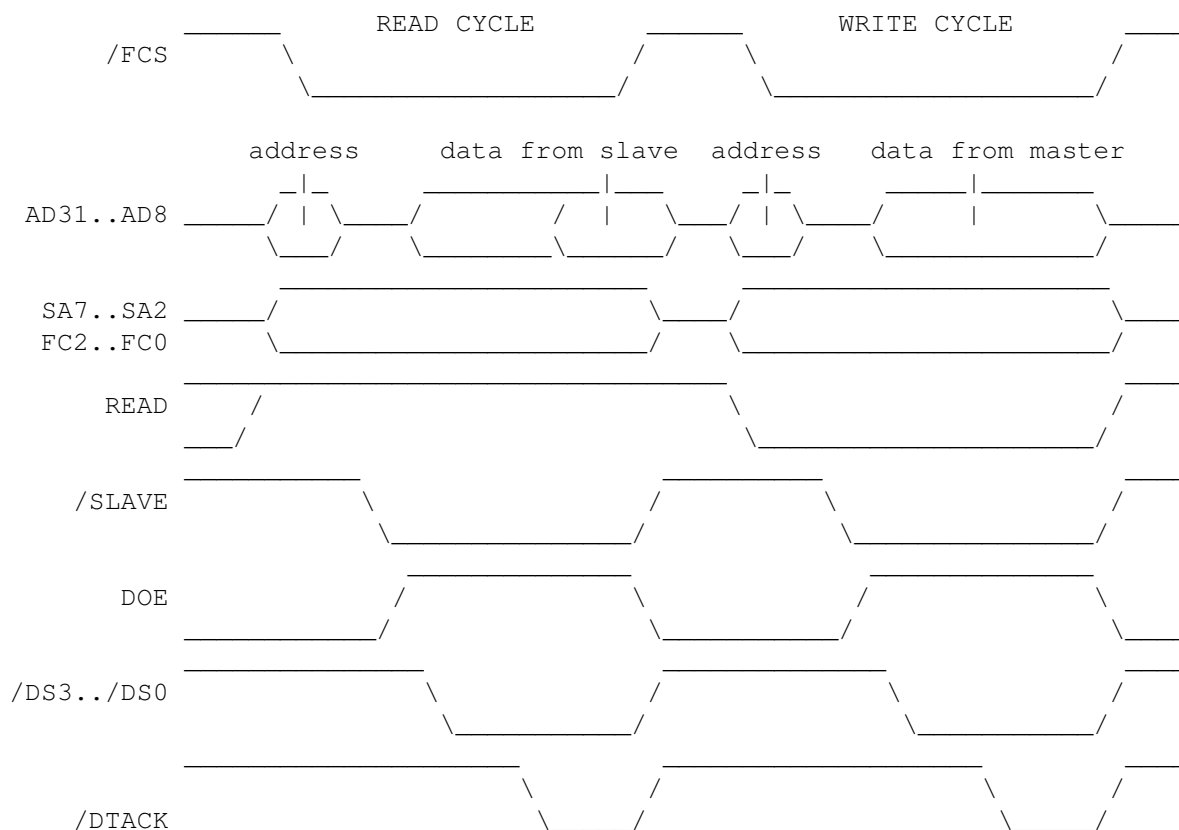 READ CYCLE WRITE CYCLE
/FCS
address data from slave address data from master
AD31..AD8
SA7..SA2
FC2..FC0
READ
/SLAVE
DOE
/DS3../DS0
/DTACK